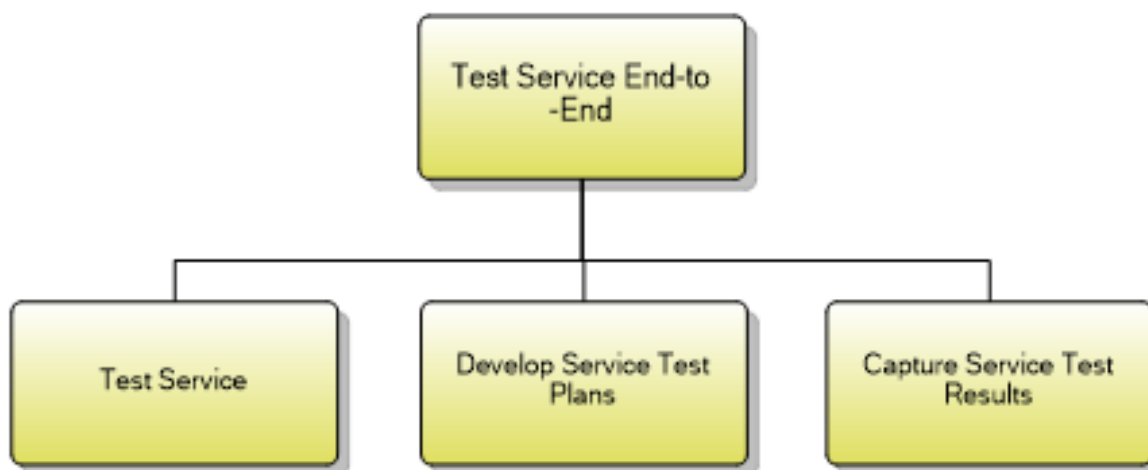 Test Service End-to
-End
Test Service
Develop Service Test
Plans
Capture Service Test
Results